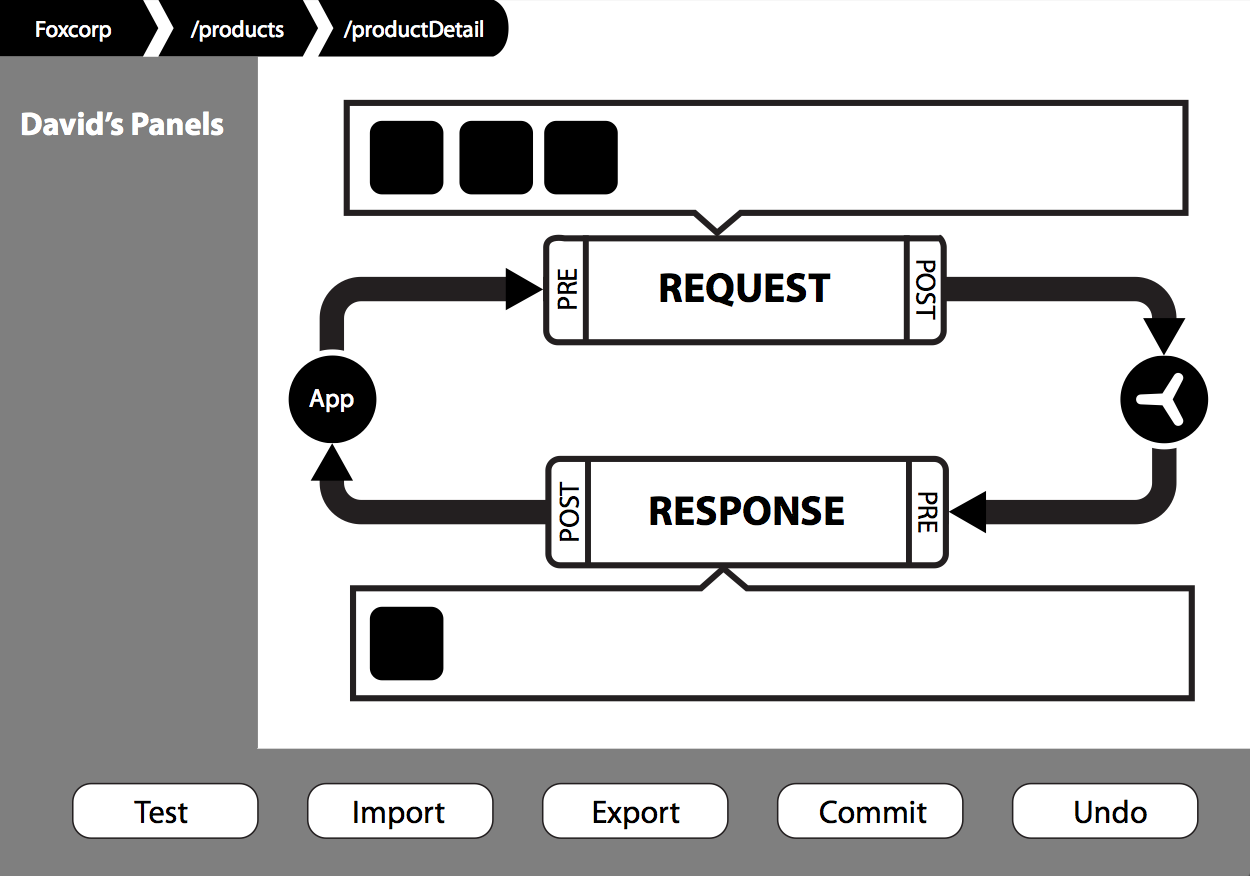 Foxcorp
/products
/productDetail
David's Panels
PRE
REQUEST
POST
App
POST
RESPONSE
PRE
Test
Import
Export
Commit
Undo